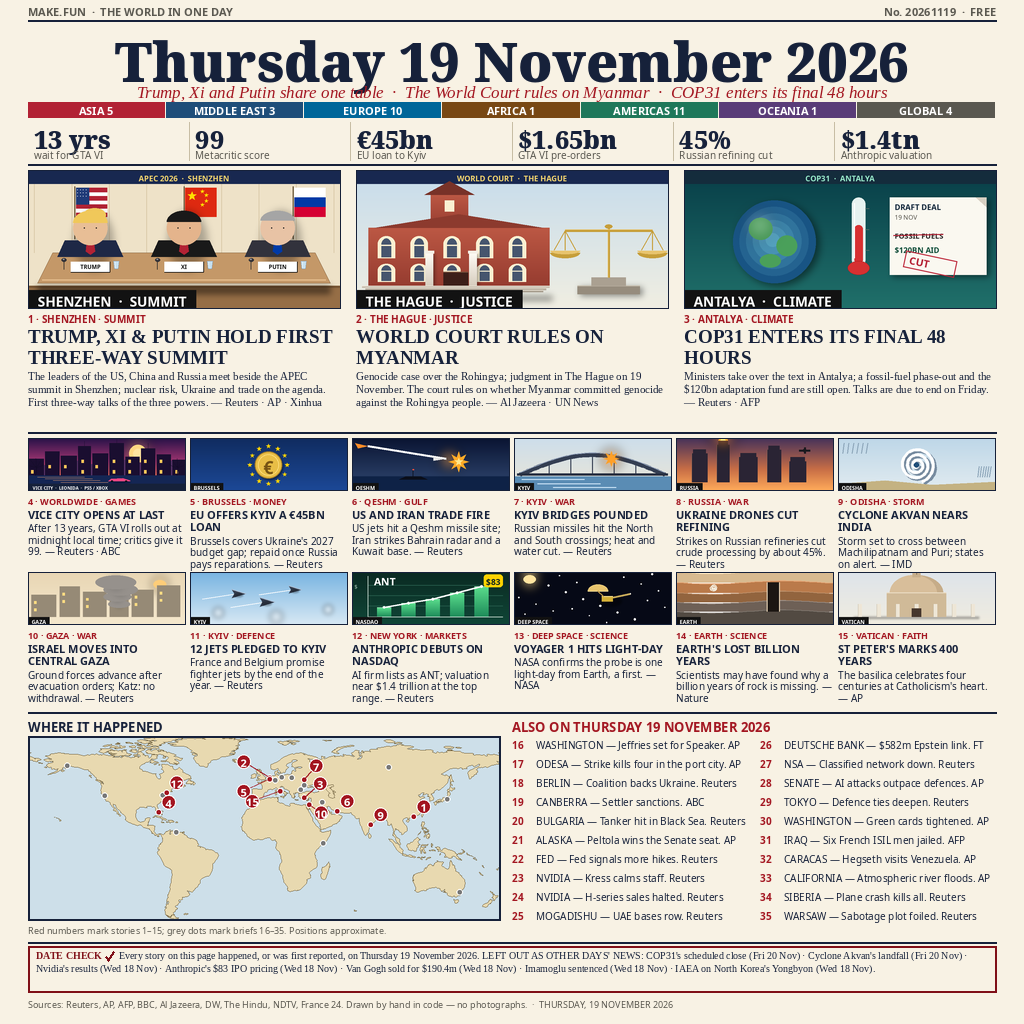 MAKE.FUN · THE WORLD IN ONE DAY
No. 20261119 · FREE
Thursday 19 November 2026
Trump, Xi and Putin share one table · The World Court rules on Myanmar · COP31 enters its final 48 hours
ASIA 5
MIDDLE EAST 3
EUROPE 10
AFRICA 1
AMERICAS 11
OCEANIA 1
GLOBAL 4
13 yrs
wait for GTA VI
99
Metacritic score
€45bn
EU loan to Kyiv
$1.65bn
GTA VI pre-orders
45%
Russian refining cut
$1.4tn
Anthropic valuation
APEC 2026 · SHENZHEN
TRUMP
XI
PUTIN
SHENZHEN · SUMMIT
1 · SHENZHEN · SUMMIT
TRUMP, XI & PUTIN HOLD FIRST
THREE-WAY SUMMIT
The leaders of the US, China and Russia meet beside the APEC
summit in Shenzhen; nuclear risk, Ukraine and trade on the agenda.
First three-way talks of the three powers. — Reuters · AP · Xinhua
WORLD COURT · THE HAGUE
THE HAGUE · JUSTICE
2 · THE HAGUE · JUSTICE
WORLD COURT RULES ON
MYANMAR
Genocide case over the Rohingya; judgment in The Hague on 19
November. The court rules on whether Myanmar committed genocide
against the Rohingya people. — Al Jazeera · UN News
COP31 · ANTALYA
DRAFT DEAL
19 NOV
FOSSIL FUELS
$120BN AID
CUT
ANTALYA · CLIMATE
3 · ANTALYA · CLIMATE
COP31 ENTERS ITS FINAL 48
HOURS
Ministers take over the text in Antalya; a fossil-fuel phase-out and the
$120bn adaptation fund are still open. Talks are due to end on Friday.
— Reuters · AFP
VICE CITY · LEONIDA · PS5 / XBOX
4 · WORLDWIDE · GAMES
VICE CITY OPENS AT LAST
After 13 years, GTA VI rolls out at
midnight local time; critics give it
99. — Reuters · ABC
€
BRUSSELS
5 · BRUSSELS · MONEY
EU OFFERS KYIV A €45BN
LOAN
Brussels covers Ukraine's 2027
budget gap; repaid once Russia
pays reparations. — Reuters
QESHM
6 · QESHM · GULF
US AND IRAN TRADE FIRE
US jets hit a Qeshm missile site;
Iran strikes Bahrain radar and a
Kuwait base. — Reuters
KYIV
7 · KYIV · WAR
KYIV BRIDGES POUNDED
Russian missiles hit the North
and South crossings; heat and
water cut. — Reuters
RUSSIA
8 · RUSSIA · WAR
UKRAINE DRONES CUT
REFINING
Strikes on Russian refineries cut
crude processing by about 45%.
— Reuters
ODISHA
9 · ODISHA · STORM
CYCLONE AKVAN NEARS
INDIA
Storm set to cross between
Machilipatnam and Puri; states
on alert. — IMD
GAZA
10 · GAZA · WAR
ISRAEL MOVES INTO
CENTRAL GAZA
Ground forces advance after
evacuation orders; Katz: no
withdrawal. — Reuters
KYIV
11 · KYIV · DEFENCE
12 JETS PLEDGED TO KYIV
France and Belgium promise
fighter jets by the end of the
year. — Reuters
ANT
$83
$
NASDAQ
12 · NEW YORK · MARKETS
ANTHROPIC DEBUTS ON
NASDAQ
AI firm lists as ANT; valuation
near $1.4 trillion at the top
range. — Reuters
DEEP SPACE
13 · DEEP SPACE · SCIENCE
VOYAGER 1 HITS LIGHT-DAY
NASA confirms the probe is one
light-day from Earth, a first. —
NASA
EARTH
14 · EARTH · SCIENCE
EARTH'S LOST BILLION
YEARS
Scientists may have found why a
billion years of rock is missing. —
Nature
VATICAN
15 · VATICAN · FAITH
ST PETER'S MARKS 400
YEARS
The basilica celebrates four
centuries at Catholicism's heart.
— AP
WHERE IT HAPPENED
2
7
12
3
5
15
4
6
1
10
9
Red numbers mark stories 1–15; grey dots mark briefs 16–35. Positions approximate.
ALSO ON THURSDAY 19 NOVEMBER 2026
16 WASHINGTON — Jeffries set for Speaker. AP
17 ODESA — Strike kills four in the port city. AP
18 BERLIN — Coalition backs Ukraine. Reuters
19 CANBERRA — Settler sanctions. ABC
20 BULGARIA — Tanker hit in Black Sea. Reuters
21 ALASKA — Peltola wins the Senate seat. AP
22 FED — Fed signals more hikes. Reuters
23 NVIDIA — Kress calms staff. Reuters
24 NVIDIA — H-series sales halted. Reuters
25 MOGADISHU — UAE bases row. Reuters
26 DEUTSCHE BANK — $582m Epstein link. FT
27 NSA — Classified network down. Reuters
28 SENATE — AI attacks outpace defences. AP
29 TOKYO — Defence ties deepen. Reuters
30 WASHINGTON — Green cards tightened. AP
31 IRAQ — Six French ISIL men jailed. AFP
32 CARACAS — Hegseth visits Venezuela. AP
33 CALIFORNIA — Atmospheric river floods. AP
34 SIBERIA — Plane crash kills all. Reuters
35 WARSAW — Sabotage plot foiled. Reuters
DATE CHECK ✓ Every story on this page happened, or was first reported, on Thursday 19 November 2026. LEFT OUT AS OTHER DAYS' NEWS: COP31's scheduled close (Fri 20 Nov) · Cyclone Akvan's landfall (Fri 20 Nov) ·
Nvidia's results (Wed 18 Nov) · Anthropic's $83 IPO pricing (Wed 18 Nov) · Van Gogh sold for $190.4m (Wed 18 Nov) · Imamoglu sentenced (Wed 18 Nov) · IAEA on North Korea's Yongbyon (Wed 18 Nov).
Sources: Reuters, AP, AFP, BBC, Al Jazeera, DW, The Hindu, NDTV, France 24. Drawn by hand in code — no photographs. · THURSDAY, 19 NOVEMBER 2026